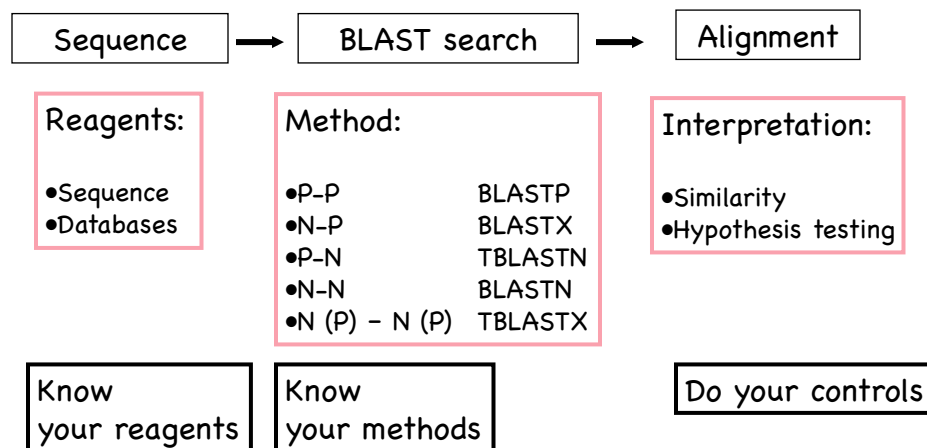 Sequence
BLAST search
Alignment
Reagents:
•Sequence
•Databases
Method:
•P-P BLASTP
•N-P BLASTX
•P-N TBLASTN
•N-N BLASTN
•N (P) – N (P) TBLASTX
Interpretation:
•Similarity
•Hypothesis testing
Know
your reagents
Know
your methods
Do your controls